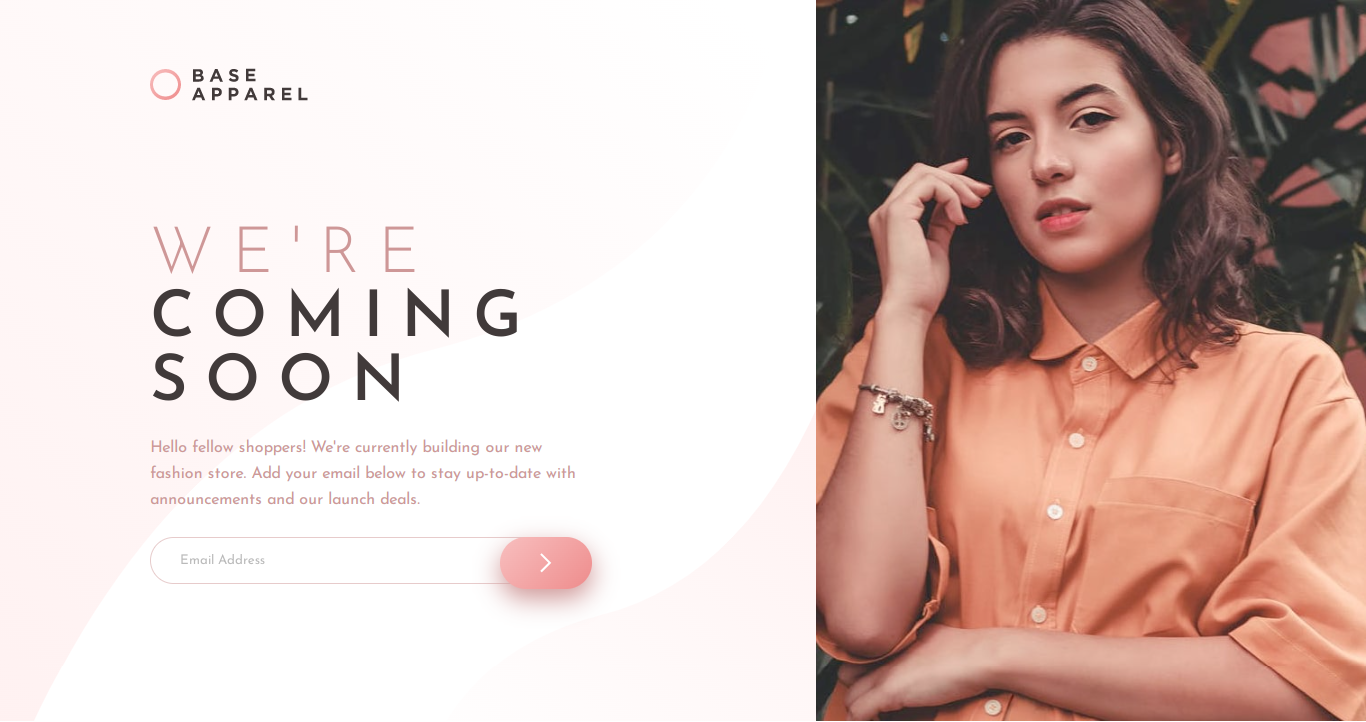 BASE
APPAREL
WE'RE
COMING
SOON
Hello fellow shoppers! We're currently building our new
fashion store. Add your email below to stay up-to-date with
announcements and our launch deals.
Email Address